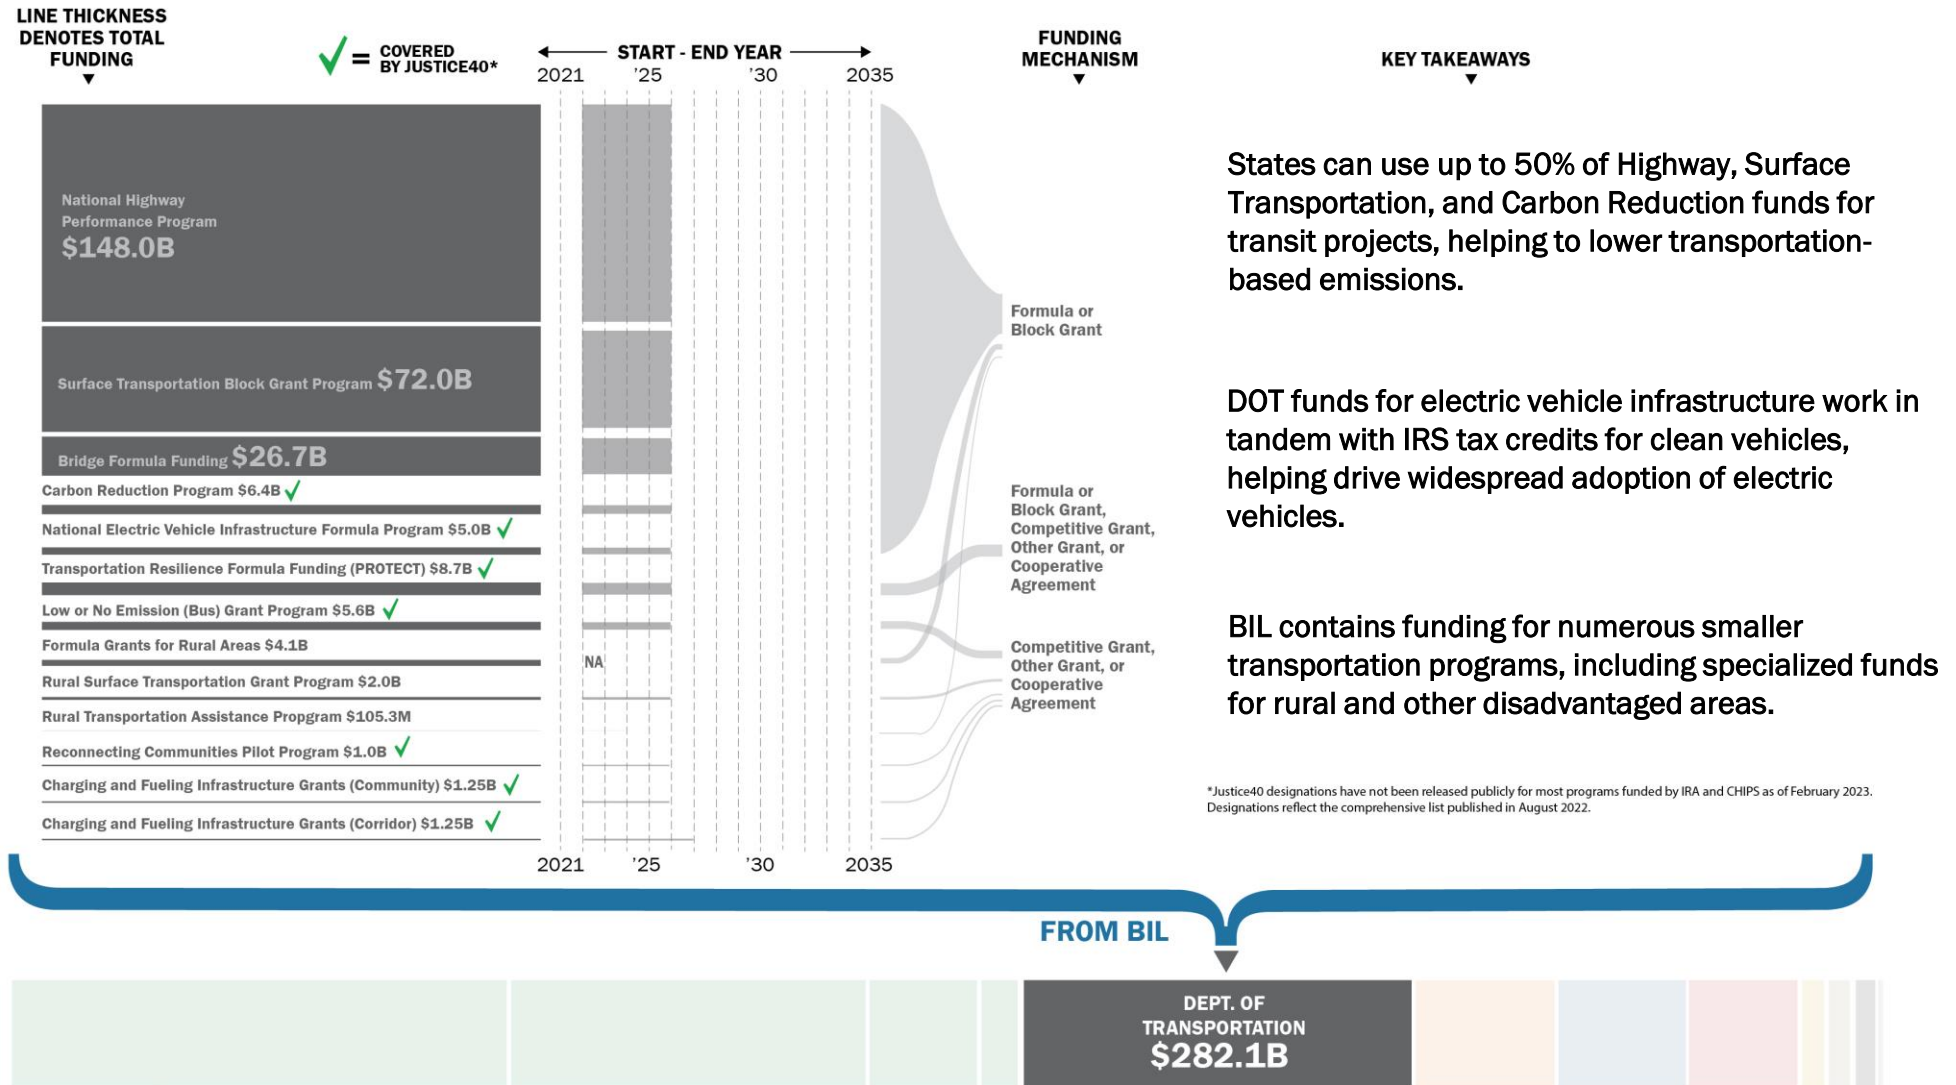 LINE THICKNESS
DENOTES TOTAL
FUNDING
= COVERED
BY JUSTICE40*
START - END YEAR
2021 '25 '30 2035
FUNDING
MECHANISM
KEY TAKEAWAYS
National Highway
Performance Program
$148.0B
Surface Transportation Block Grant Program $72.0B
Bridge Formula Funding $26.7B
Carbon Reduction Program $6.4B
National Electric Vehicle Infrastructure Formula Program $5.0B
Transportation Resilience Formula Funding (PROTECT) $8.7B
Low or No Emission (Bus) Grant Program $5.6B
Formula Grants for Rural Areas $4.1B
NA
Rural Surface Transportation Grant Program $2.0B
Rural Transportation Assistance Propgram $105.3M
Reconnecting Communities Pilot Program $1.0B
Charging and Fueling Infrastructure Grants (Community) $1.25B
Charging and Fueling Infrastructure Grants (Corridor) $1.25B
2021 '25 '30 2035
Formula or
Block Grant
Formula or
Block Grant,
Competitive Grant,
Other Grant, or
Cooperative
Agreement
Competitive Grant,
Other Grant, or
Cooperative
Agreement
States can use up to 50% of Highway, Surface
Transportation, and Carbon Reduction funds for
transit projects, helping to lower transportation-
based emissions.
DOT funds for electric vehicle infrastructure work in
tandem with IRS tax credits for clean vehicles,
helping drive widespread adoption of electric
vehicles.
BIL contains funding for numerous smaller
transportation programs, including specialized funds
for rural and other disadvantaged areas.
*Justice40 designations have not been released publicly for most programs funded by IRA and CHIPS as of February 2023.
Designations reflect the comprehensive list published in August 2022.
FROM BIL
DEPT. OF
TRANSPORTATION
$282.1B